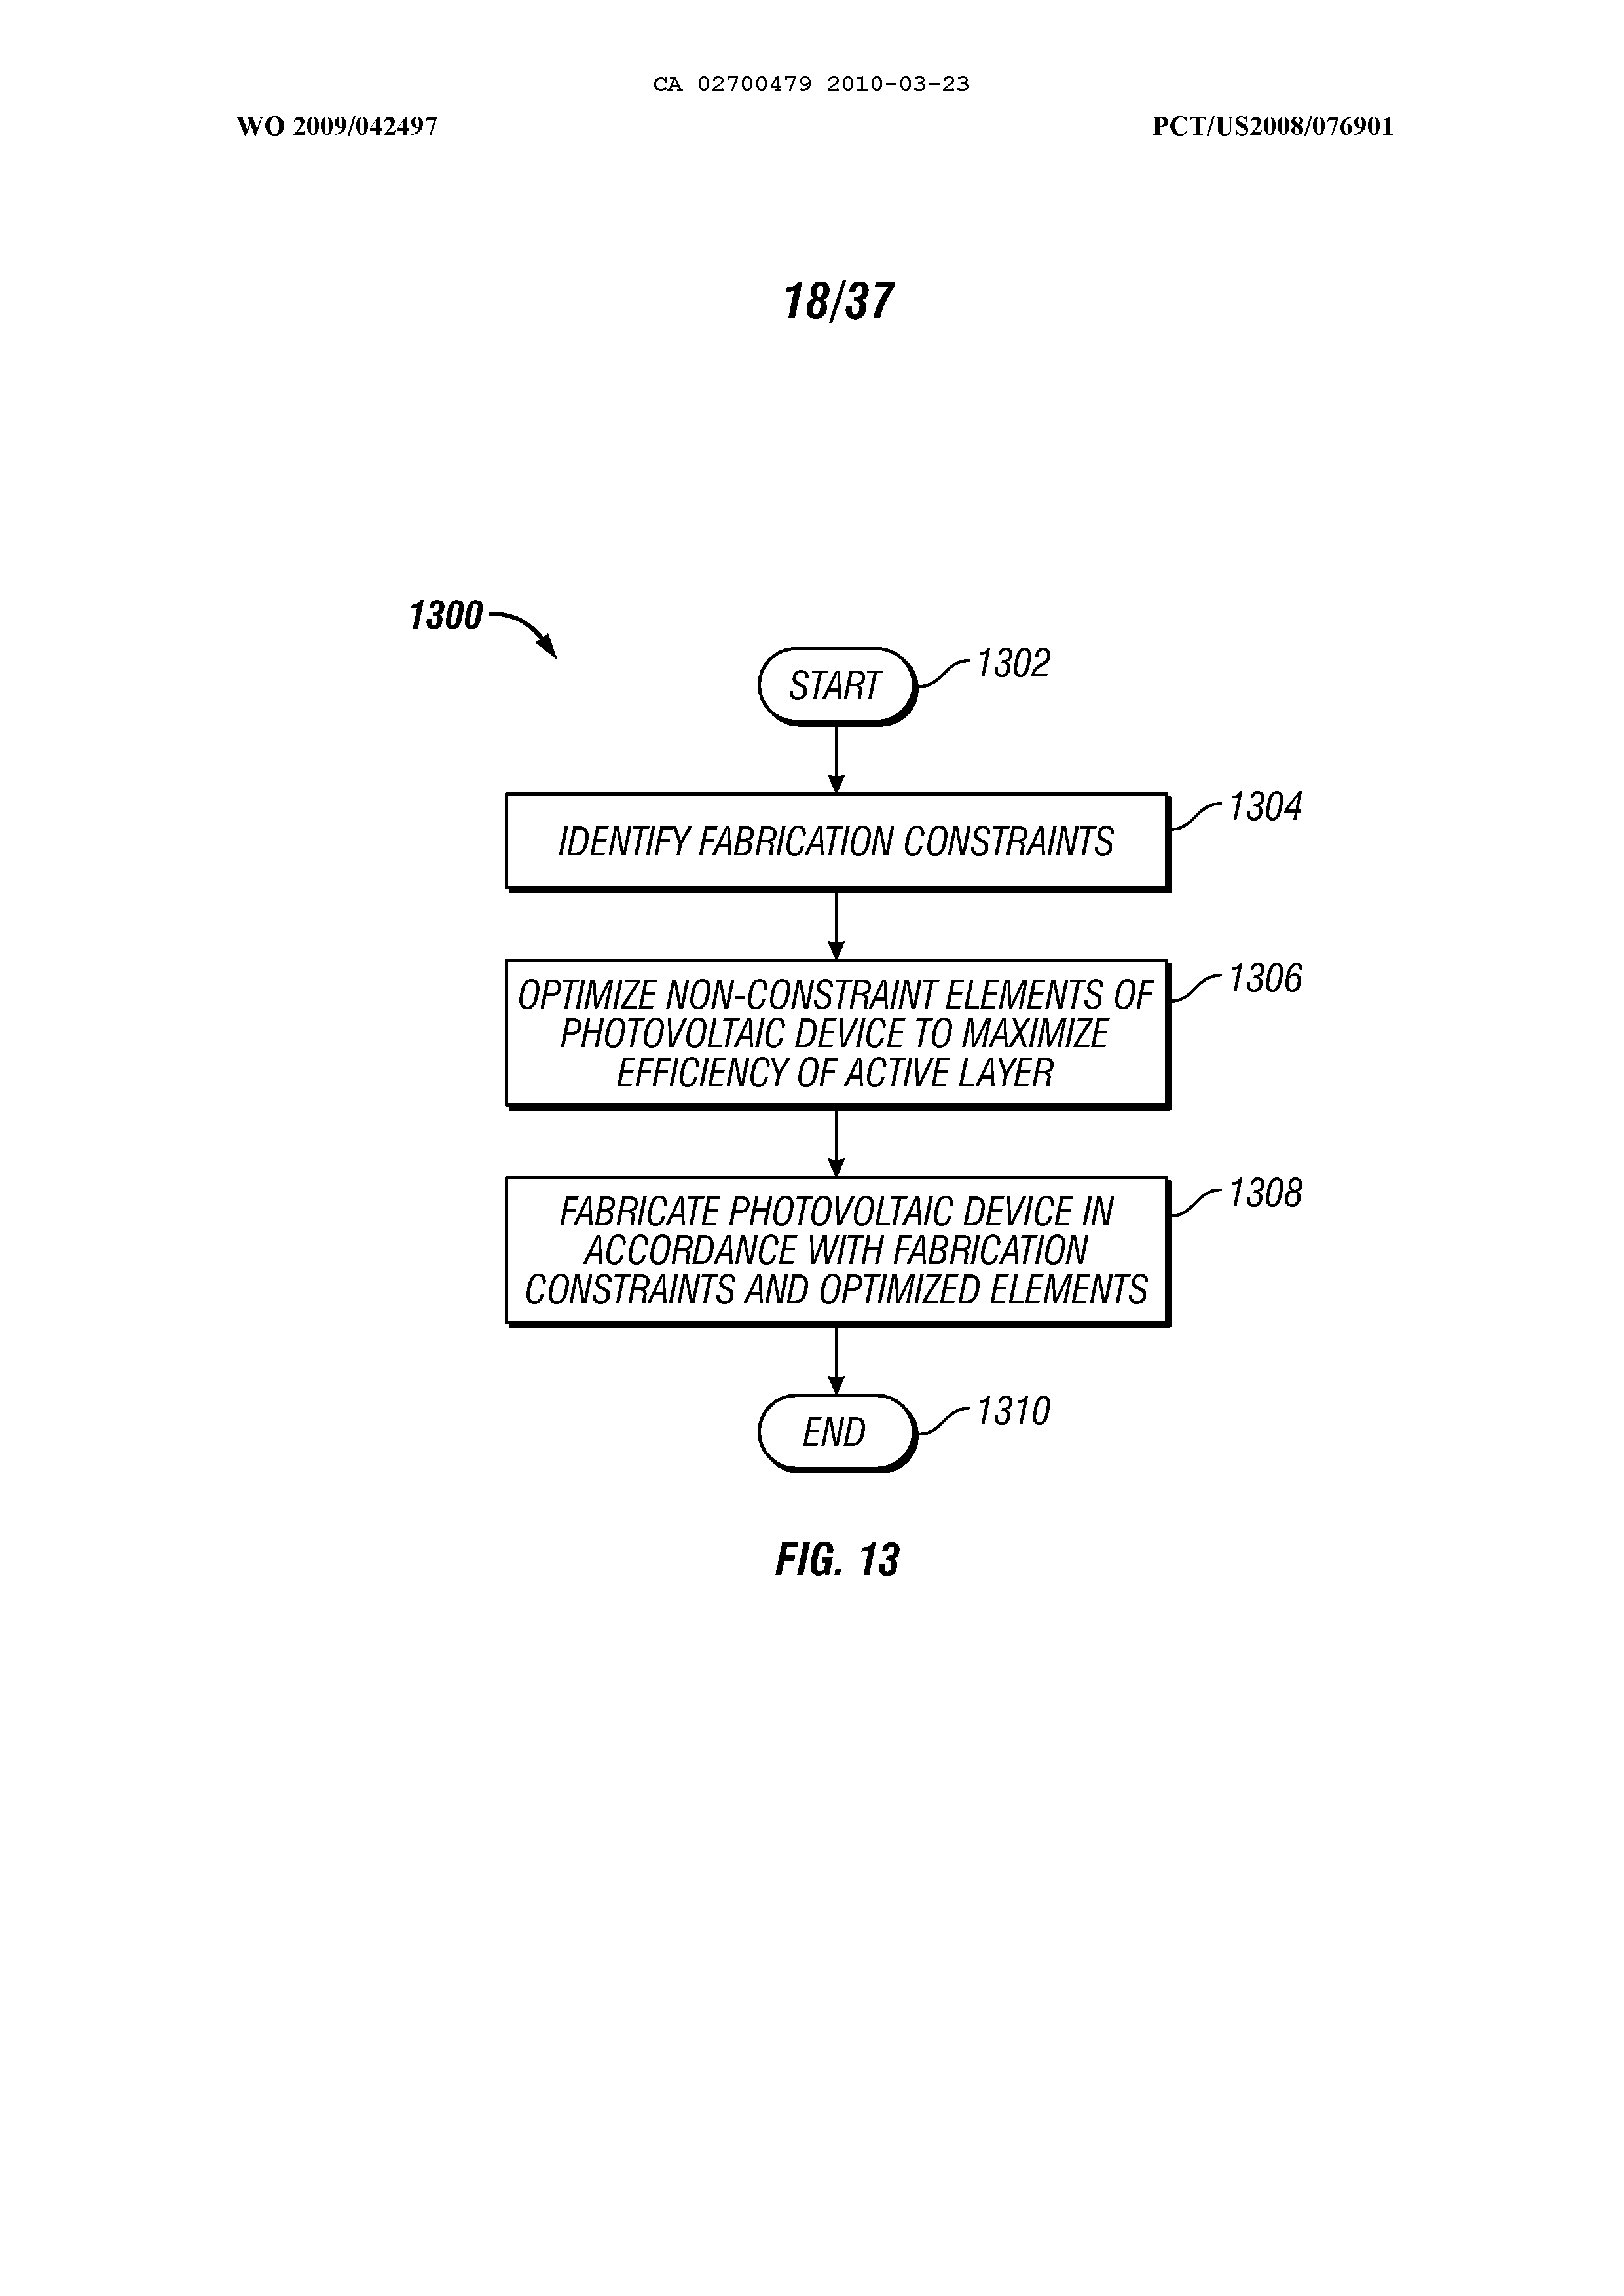 CA 02700479 2010-03-23
WO 2009/042497
PCT/US2008/076901
18/37
1300
START
1302
IDENTIFY FABRICATION CONSTRAINTS
1304
OPTIMIZE NON-CONSTRAINT ELEMENTS OF
PHOTOVOLTAIC DEVICE TO MAXIMIZE
EFFICIENCY OF ACTIVE LAYER
1306
FABRICATE PHOTOVOLTAIC DEVICE IN
ACCORDANCE WITH FABRICATION
CONSTRAINTS AND OPTIMIZED ELEMENTS
1308
END
1310
FIG. 13